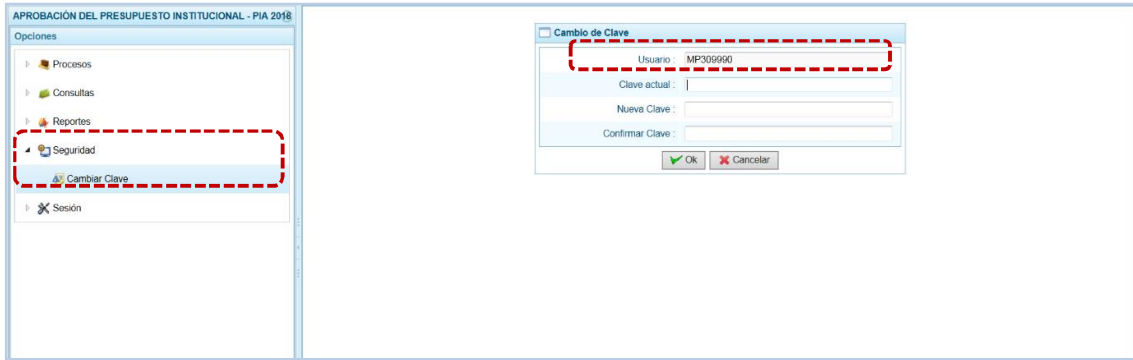 APROBACIÓN DEL PRESUPUESTO INSTITUCIONAL - PIA 2018
Opciones
Procesos
Consultas
Reportes
Seguridad
Cambiar Clave
Sesión
Cambio de Clave
Usuario : MP309990
Clave actual :
Nueva Clave :
Confirmar Clave :
Ok Cancelar